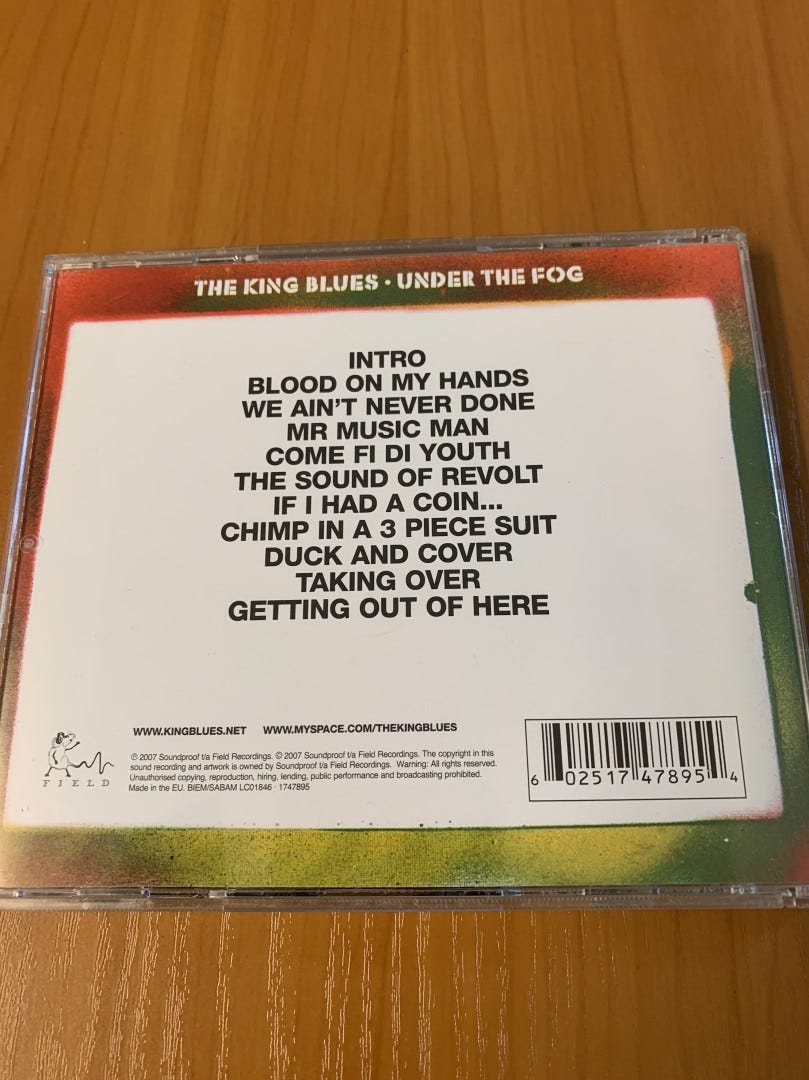 THE KING BLUES · UNDER THE FOG
INTRO
BLOOD ON MY HANDS
WE AIN'T NEVER DONE
MR MUSIC MAN
COME FI DI YOUTH
THE SOUND OF REVOLT
IF I HAD A COIN...
CHIMP IN A 3 PIECE SUIT
DUCK AND COVER
TAKING OVER
GETTING OUT OF HERE
WWW.KINGBLUES.NET WWW.MYSPACE.COM/THEKINGBLUES
℗ 2007 Soundproof t/a Field Recordings. © 2007 Soundproof t/a Field Recordings. The copyright in this
sound recording and artwork is owned by Soundproof t/a Field Recordings. Warning: All rights reserved.
Unauthorised copying, reproduction, hiring, lending, public performance and broadcasting prohibited.
Made in the EU. BIEM/SABAM LC01846 · 1747895
FIELD
6 02517 47895 4